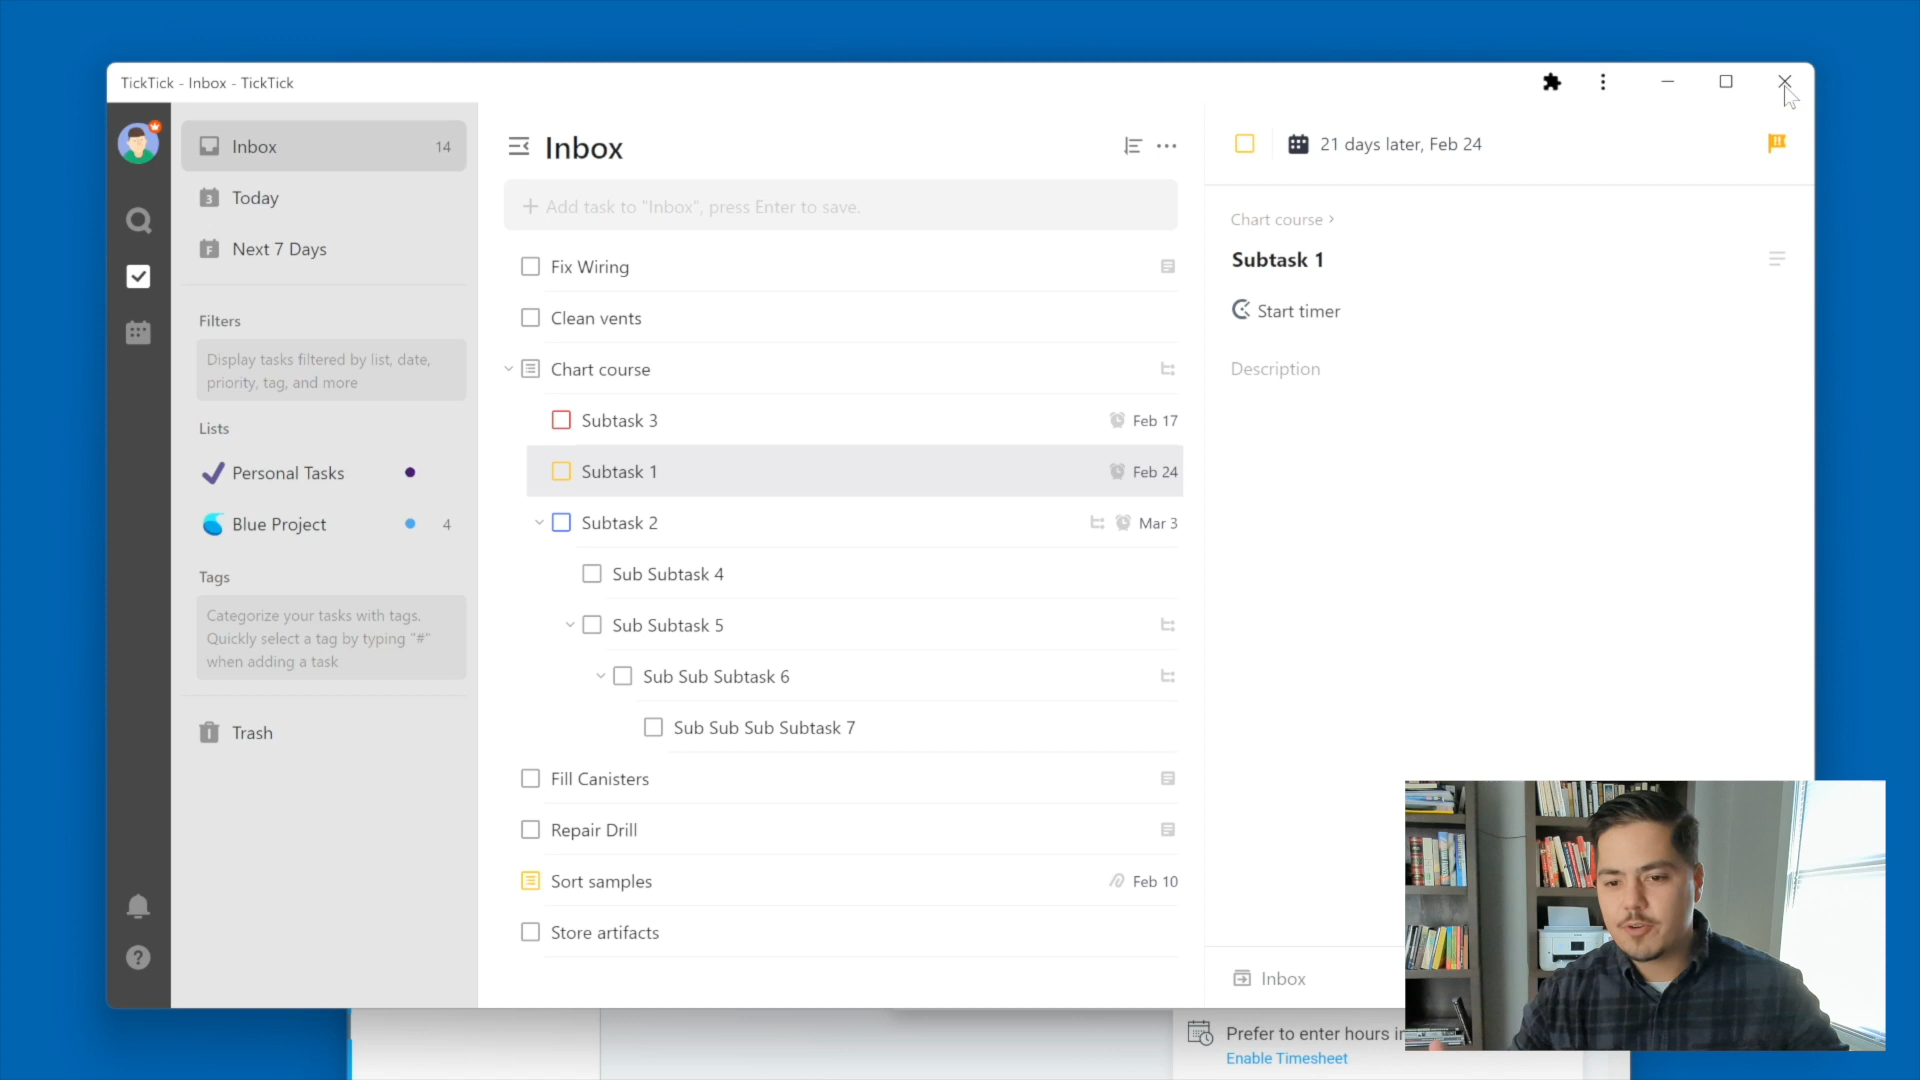 TickTick - Inbox - TickTick
Inbox 14
3 Today
F Next 7 Days
Filters
Display tasks filtered by list, date,
priority, tag, and more
Lists
Personal Tasks
Blue Project 4
Tags
Categorize your tasks with tags.
Quickly select a tag by typing "#"
when adding a task
Trash
Inbox
Add task to "Inbox", press Enter to save.
Fix Wiring
Clean vents
Chart course
Subtask 3 Feb 17
Subtask 1 Feb 24
Subtask 2 Mar 3
Sub Subtask 4
Sub Subtask 5
Sub Sub Subtask 6
Sub Sub Sub Subtask 7
Fill Canisters
Repair Drill
Sort samples Feb 10
Store artifacts
21 days later, Feb 24
Chart course
Subtask 1
Start timer
Description
Inbox
Prefer to enter hours
Enable Timesheet